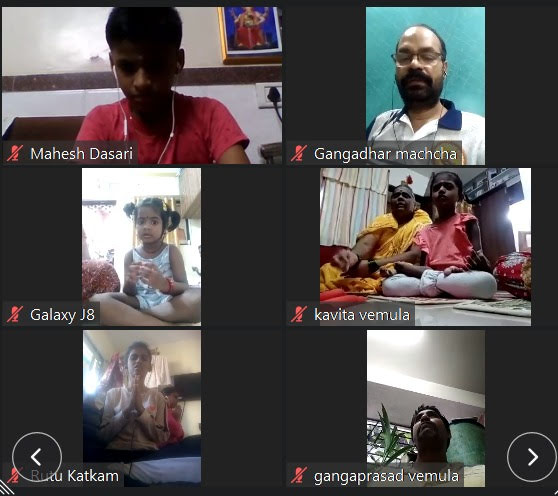 Mahesh Dasari
Gangadhar machcha
Galaxy J8
kavita vemula
Rutu Katkam
gangaprasad vemula